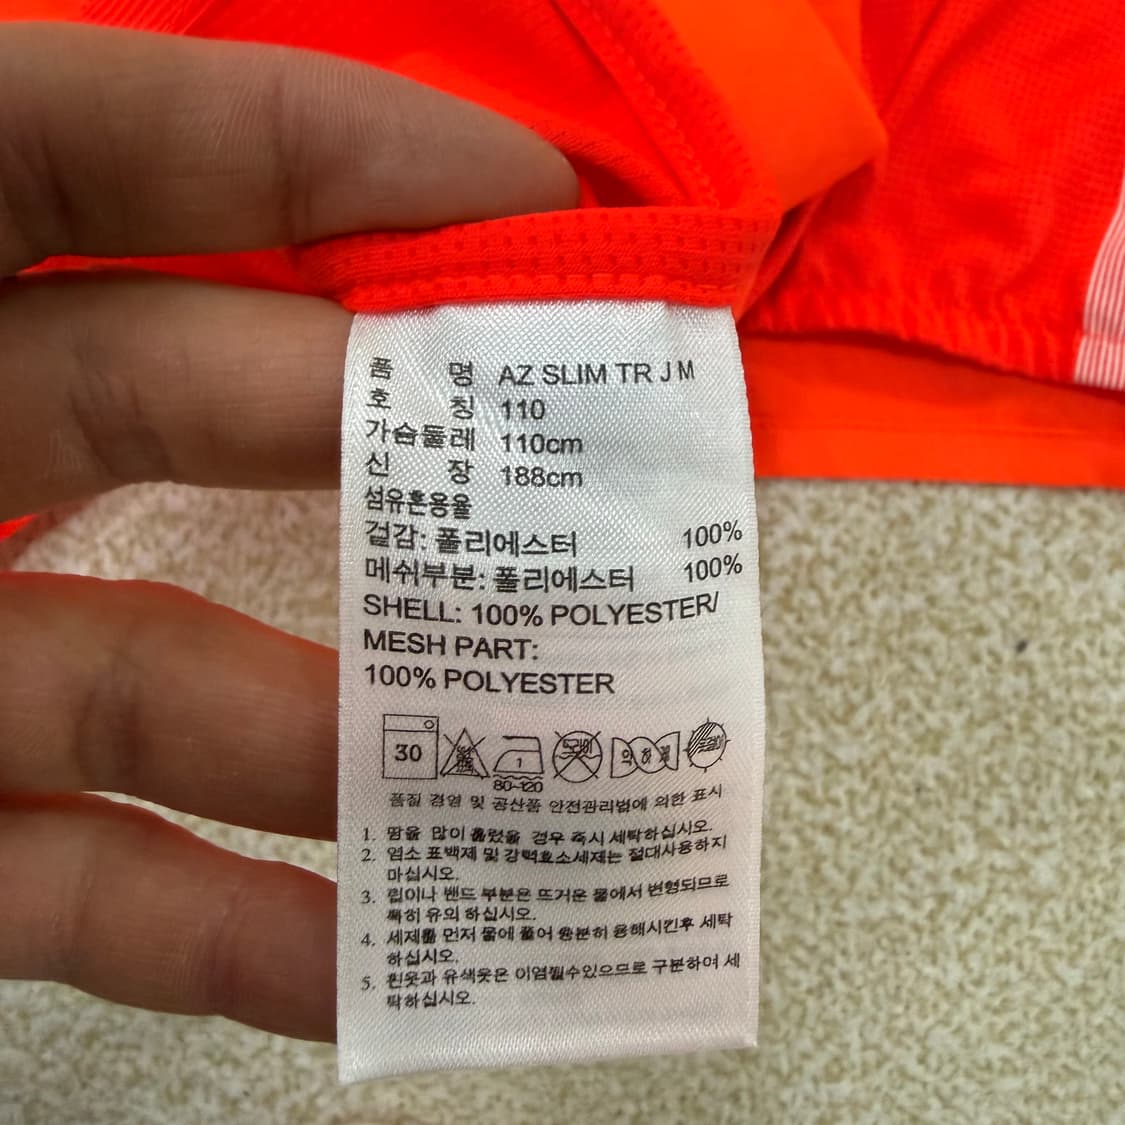 품 명 AZ SLIM TR J M
호 칭 110
가슴둘레 110cm
신 장 188cm
섬유혼용율
겉감: 폴리에스터 100%
메쉬부분: 폴리에스터 100%
SHELL: 100% POLYESTER/
MESH PART:
100% POLYESTER
30
1
80~120
품질 경영 및 공산품 안전관리법에 의한 표시
1. 땀을 많이 흘렸을 경우 즉시 세탁하십시오.
2. 염소 표백제 및 강력효소세제는 절대사용하지
마십시오.
3. 립이나 밴드 부분은 뜨거운 물에서 변형되므로
특히 유의 하십시오.
4. 세제를 먼저 물에 풀어 충분히 용해시킨후 세탁
하십시오.
5. 흰옷과 유색옷은 이염될수있으므로 구분하여 세
탁하십시오.